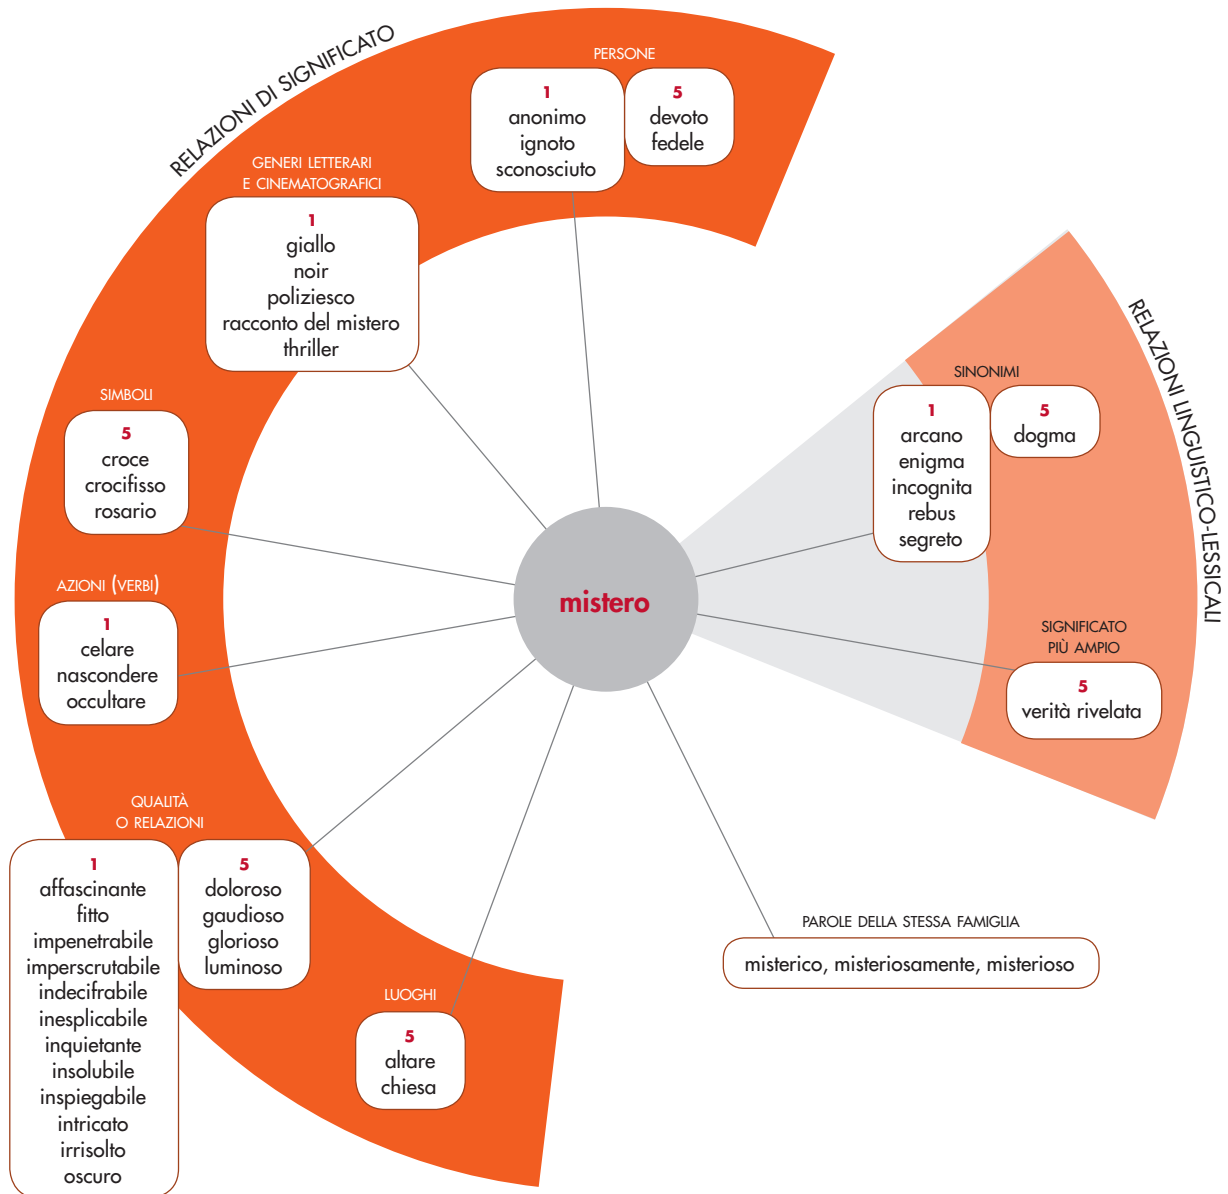 RELAZIONI DI SIGNIFICATO
PERSONE
1
anonimo
ignoto
sconosciuto
5
devoto
fedele
GENERI LETTERARI
E CINEMATOGRAFICI
1
giallo
noir
poliziesco
racconto del mistero
thriller
SIMBOLI
5
croce
crocifisso
rosario
AZIONI (VERBI)
1
celare
nascondere
occultare
QUALITÀ
O RELAZIONI
1
affascinante
fitto
impenetrabile
imperscrutabile
indecifrabile
inesplicabile
inquietante
insolubile
inspiegabile
intricato
irrisolto
oscuro
5
doloroso
gaudioso
glorioso
luminoso
LUOGHI
5
altare
chiesa
mistero
RELAZIONI LINGUISTICO-LESSICALI
SINONIMI
1
arcano
enigma
incognita
rebus
segreto
5
dogma
SIGNIFICATO
PIÙ AMPIO
5
verità rivelata
PAROLE DELLA STESSA FAMIGLIA
misterico, misteriosamente, misterioso